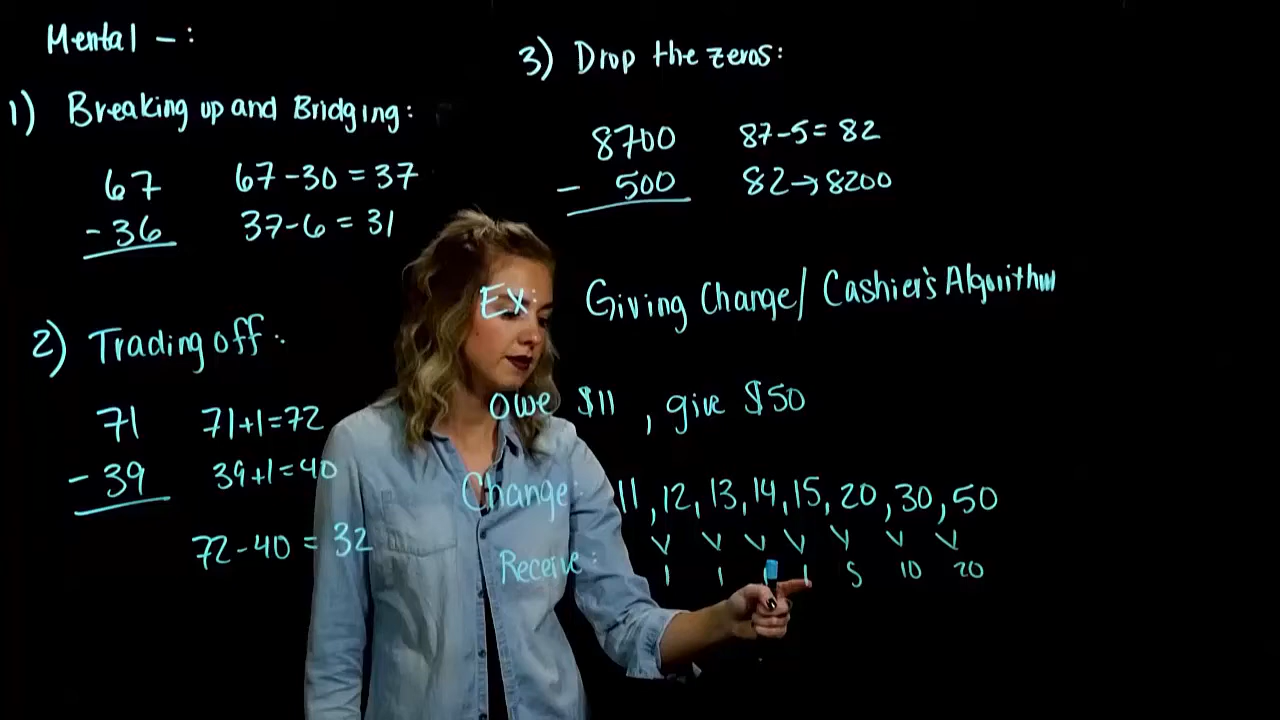 Mental - :
1) Breaking up and Bridging :
67
- 36
67 - 30 = 37
37 - 6 = 31
2) Trading off :
71
- 39
71 + 1 = 72
39 + 1 = 40
72 - 40 = 32
3) Drop the zeros :
8700
- 500
87 - 5 = 82
82 → 8200
Ex: Giving Change / Cashier's Algorithm
Owe $11 , give $50
Change: 11, 12, 13, 14, 15, 20, 30, 50
Receive: 1 1 1 1 5 10 20